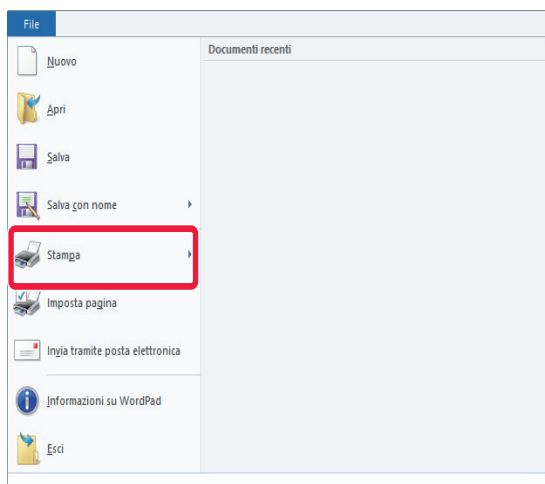 File
Documenti recenti
Nuovo
Apri
Salva
Salva con nome
Stampa
Imposta pagina
Invia tramite posta elettronica
Informazioni su WordPad
Esci